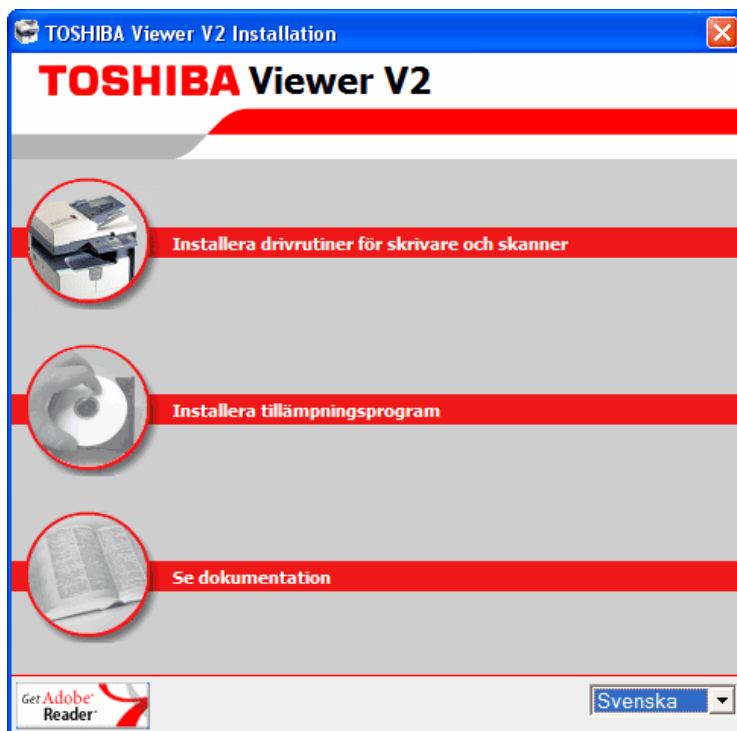 TOSHIBA Viewer V2 Installation
TOSHIBA Viewer V2
Installera drivrutiner för skrivare och skanner
Installera tillämpningsprogram
Se dokumentation
Get Adobe
Reader
Svenska